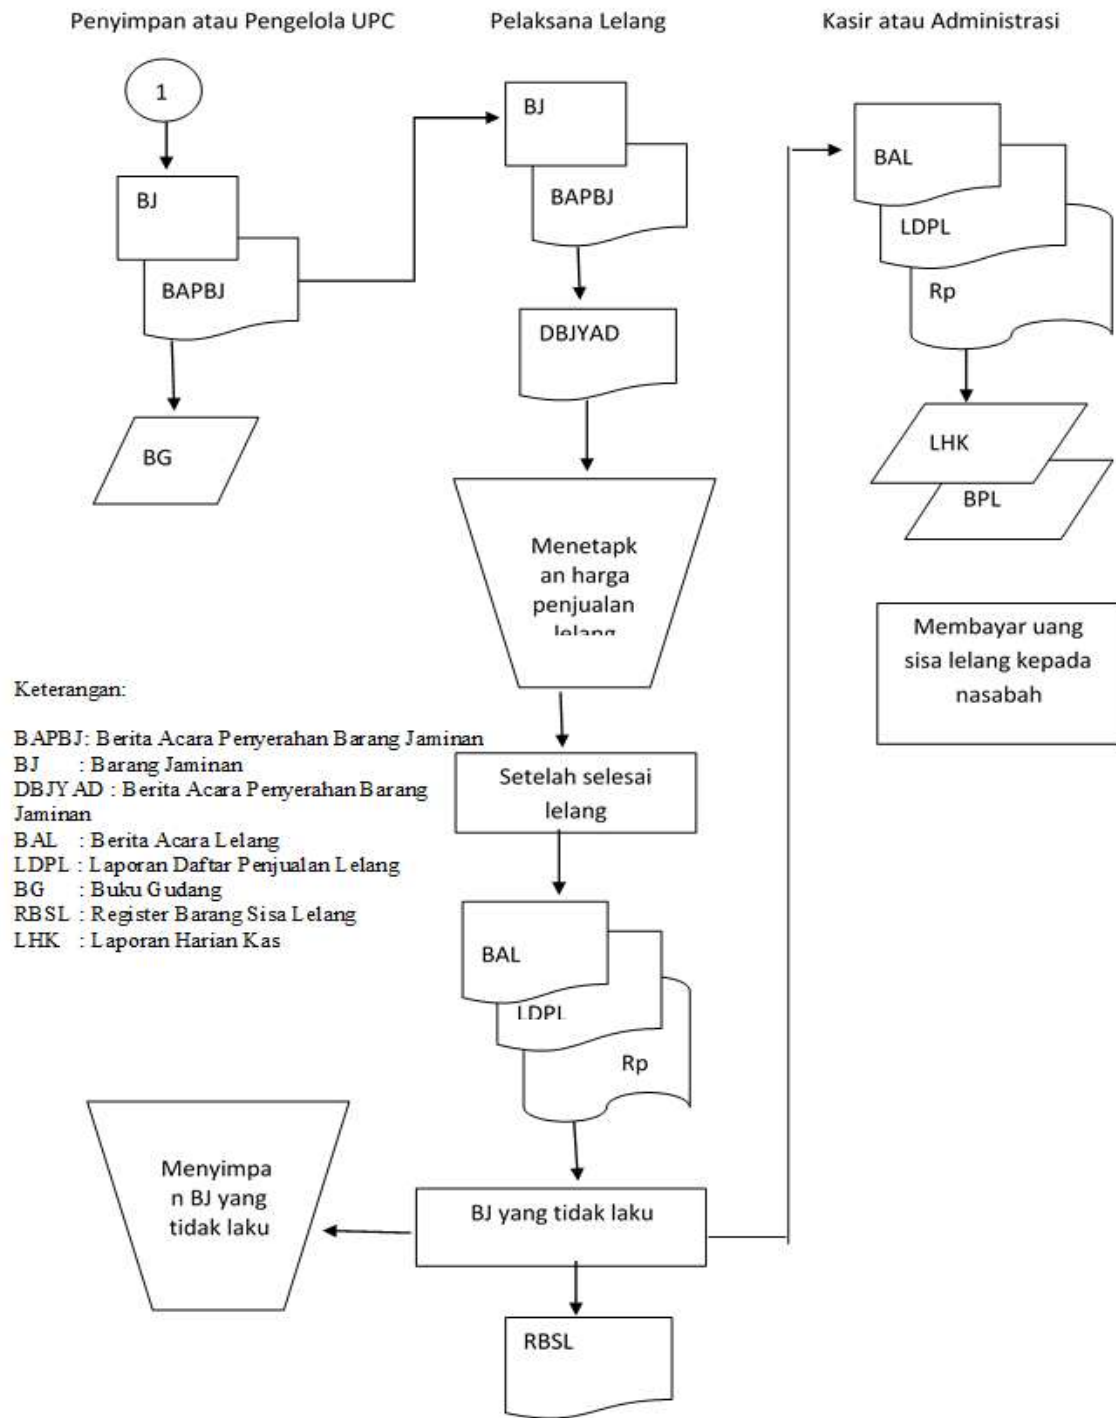 Penyimpan atau Pengelola UPC
Pelaksana Lelang
Kasir atau Administrasi
1
BJ
BAPBJ
BG
BJ
BAPBJ
DBJYAD
Menetapk
an harga
penjualan
lelang
Setelah selesai
lelang
BAL
LDPL
Rp
BJ yang tidak laku
RBSL
Menyimpa
n BJ yang
tidak laku
BAL
LDPL
Rp
LHK
BPL
Membayar uang
sisa lelang kepada
nasabah
Keterangan:
BAPBJ: Berita Acara Penyerahan Barang Jaminan
BJ : Barang Jaminan
DBJYAD : Berita Acara Penyerahan Barang
Jaminan
BAL : Berita Acara Lelang
LDPL : Laporan Daftar Penjualan Lelang
BG : Buku Gudang
RBSL : Register Barang Sisa Lelang
LHK : Laporan Harian Kas